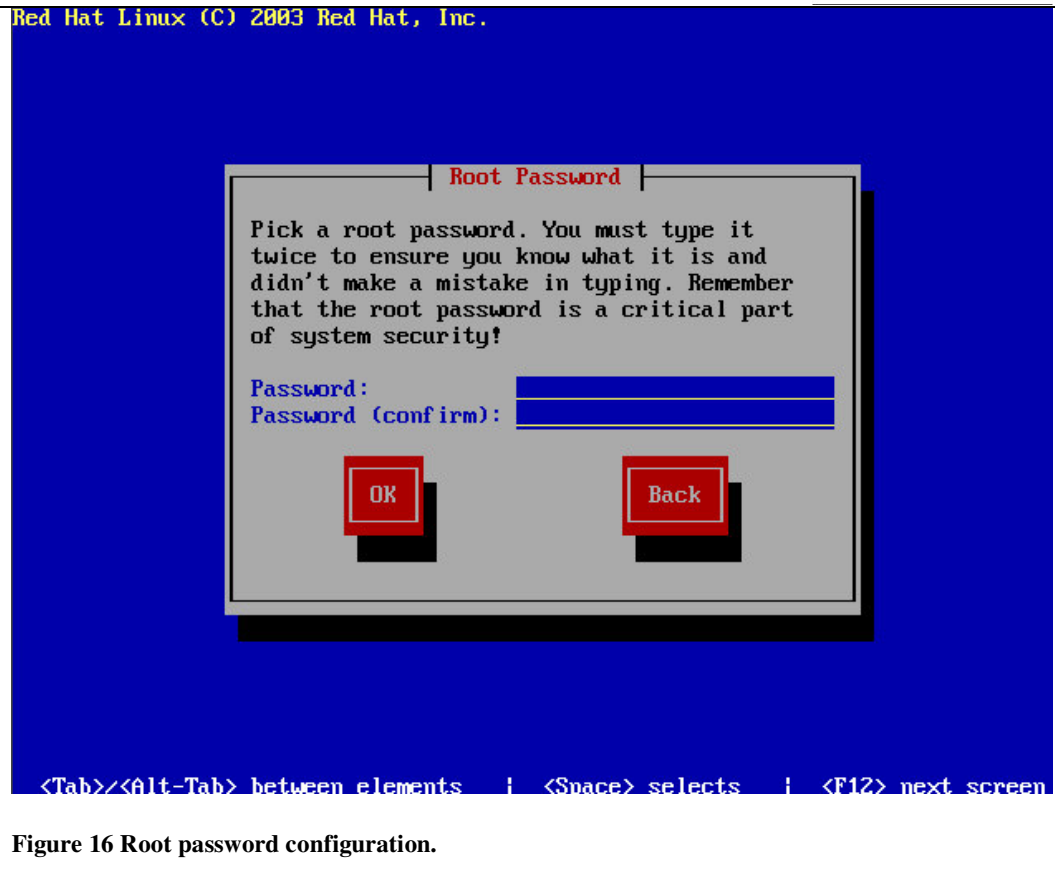 Red Hat Linux (C) 2003 Red Hat, Inc.
Root Password
Pick a root password. You must type it
twice to ensure you know what it is and
didn't make a mistake in typing. Remember
that the root password is a critical part
of system security!
Password:
Password (confirm):
OK
Back
<Tab>/<Alt-Tab> between elements | <Space> selects | <F12> next screen
Figure 16 Root password configuration.